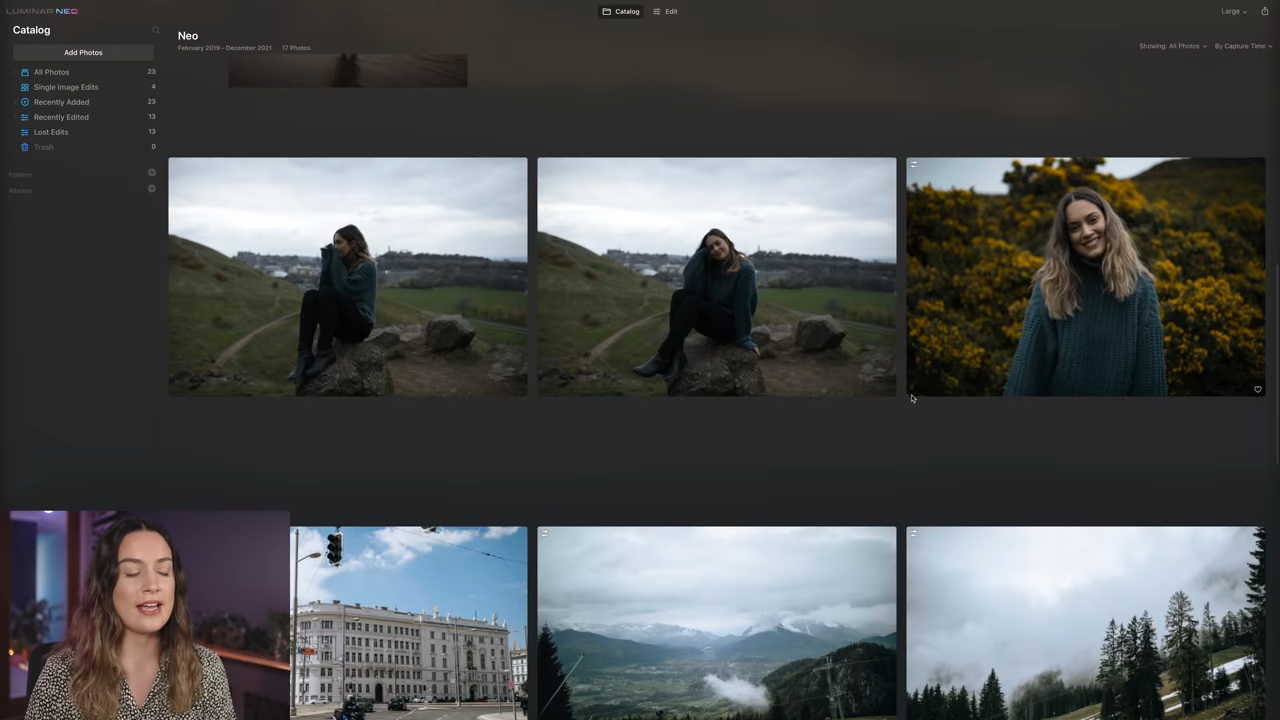 LUMINAR NEO
Catalog
Edit
Large
Catalog
Neo
February 2019 - December 2021 17 Photos
Showing: All Photos
By Capture Time
Add Photos
All Photos 23
Single Image Edits 4
Recently Added 23
Recently Edited 13
Lost Edits 13
Trash 0
Folders
Albums